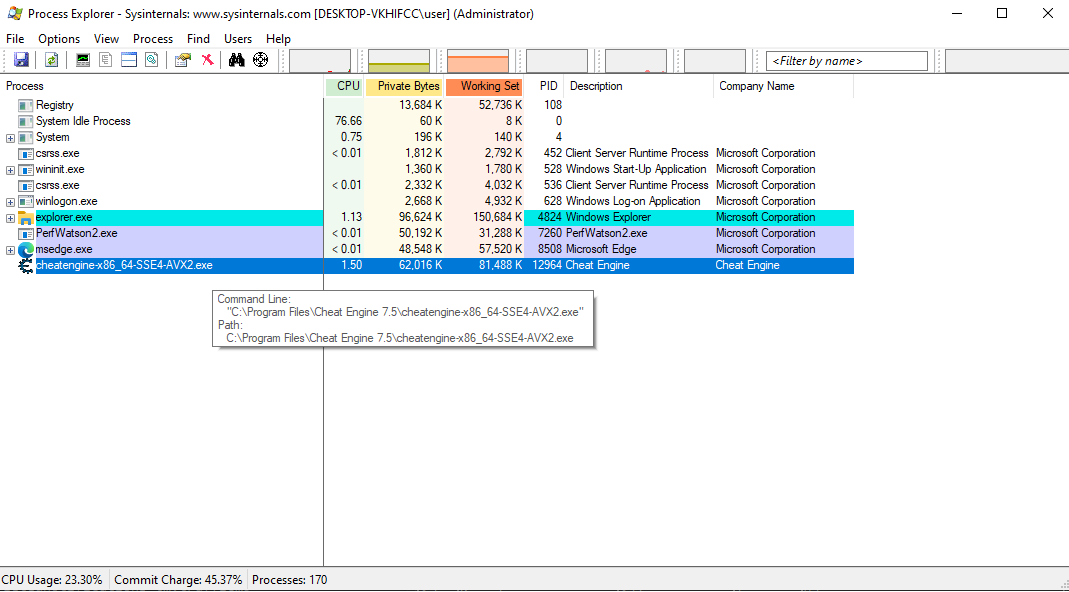 Process Explorer - Sysinternals: www.sysinternals.com [DESKTOP-VKHIFCC\user] (Administrator)
File Options View Process Find Users Help
<Filter by name>
Process CPU Private Bytes Working Set PID Description Company Name
Registry 13,684 K 52,736 K 108
System Idle Process 76.66 60 K 8 K 0
System 0.75 196 K 140 K 4
csrss.exe < 0.01 1,812 K 2,792 K 452 Client Server Runtime Process Microsoft Corporation
wininit.exe 1,360 K 1,780 K 528 Windows Start-Up Application Microsoft Corporation
csrss.exe < 0.01 2,332 K 4,032 K 536 Client Server Runtime Process Microsoft Corporation
winlogon.exe 2,668 K 4,932 K 628 Windows Log-on Application Microsoft Corporation
explorer.exe 1.13 96,624 K 150,684 K 4824 Windows Explorer Microsoft Corporation
PerfWatson2.exe < 0.01 50,192 K 31,288 K 7260 PerfWatson2.exe Microsoft Corporation
msedge.exe < 0.01 48,548 K 57,520 K 8508 Microsoft Edge Microsoft Corporation
cheatengine-x86_64-SSE4-AVX2.exe 1.50 62,016 K 81,488 K 12964 Cheat Engine Cheat Engine
Command Line:
"C:\Program Files\Cheat Engine 7.5\cheatengine-x86_64-SSE4-AVX2.exe"
Path:
C:\Program Files\Cheat Engine 7.5\cheatengine-x86_64-SSE4-AVX2.exe
CPU Usage: 23.30% Commit Charge: 45.37% Processes: 170